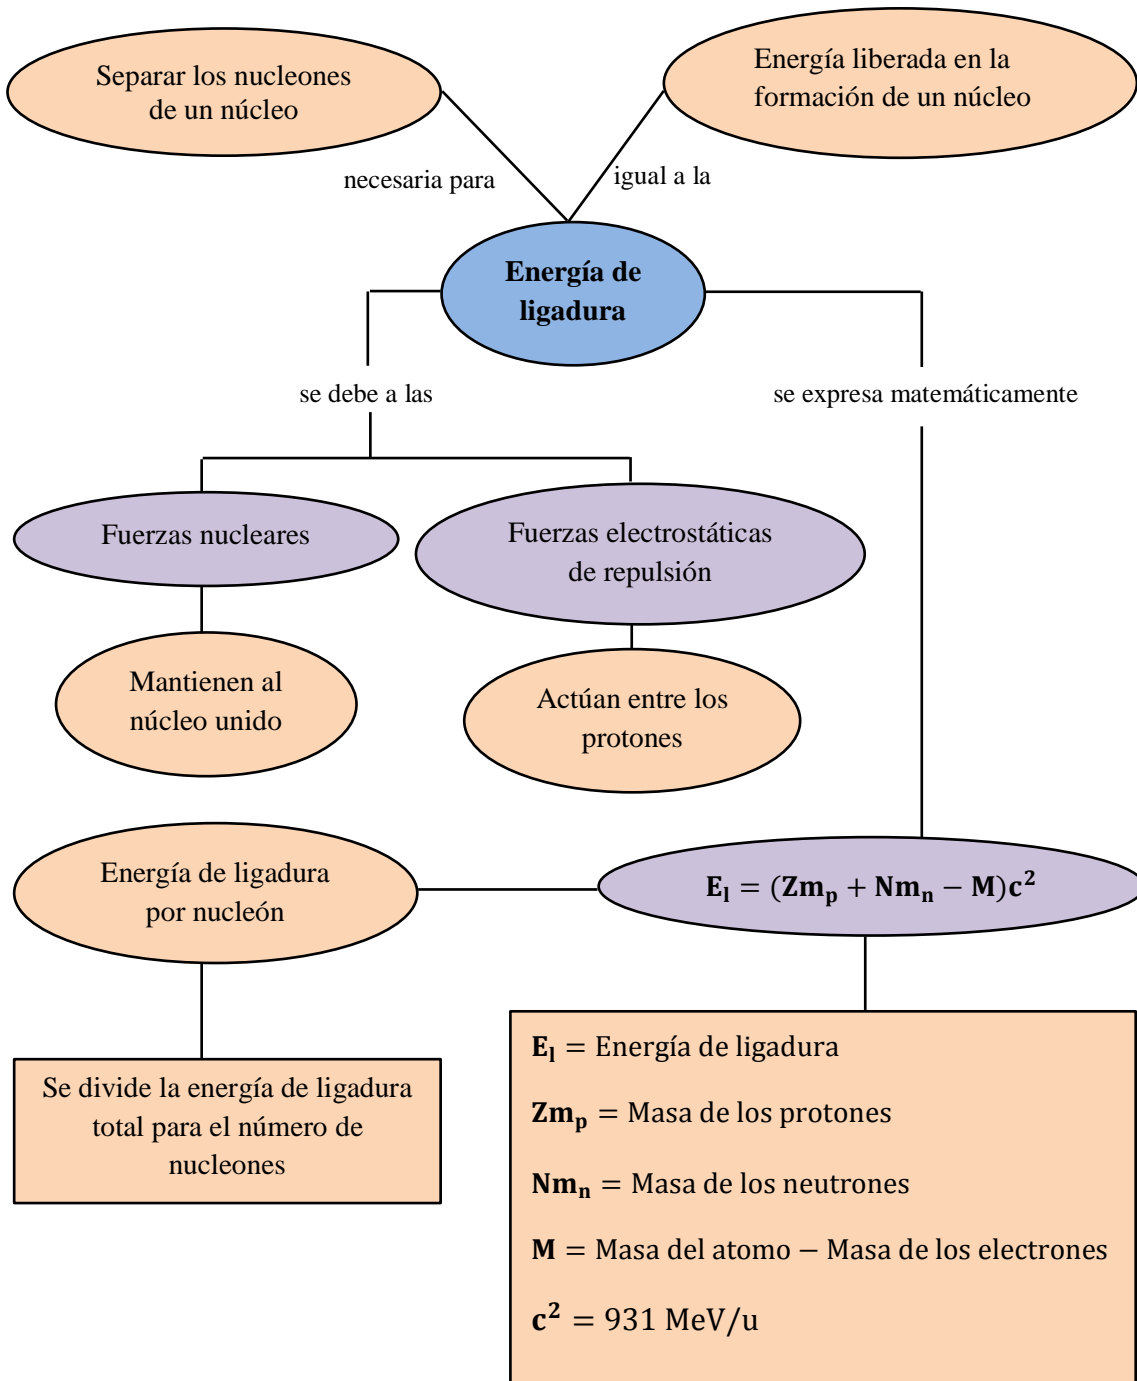 Separar los nucleones
de un núcleo
Energía liberada en la
formación de un núcleo
necesaria para
igual a la
Energía de
ligadura
se debe a las
se expresa matemáticamente
Fuerzas nucleares
Fuerzas electrostáticas
de repulsión
Mantienen al
núcleo unido
Actúan entre los
protones
Energía de ligadura
por nucleón
E_l = (Zm_p + Nm_n − M)c²
Se divide la energía de ligadura
total para el número de
nucleones
E_l = Energía de ligadura
Zm_p = Masa de los protones
Nm_n = Masa de los neutrones
M = Masa del atomo − Masa de los electrones
c² = 931 MeV/u